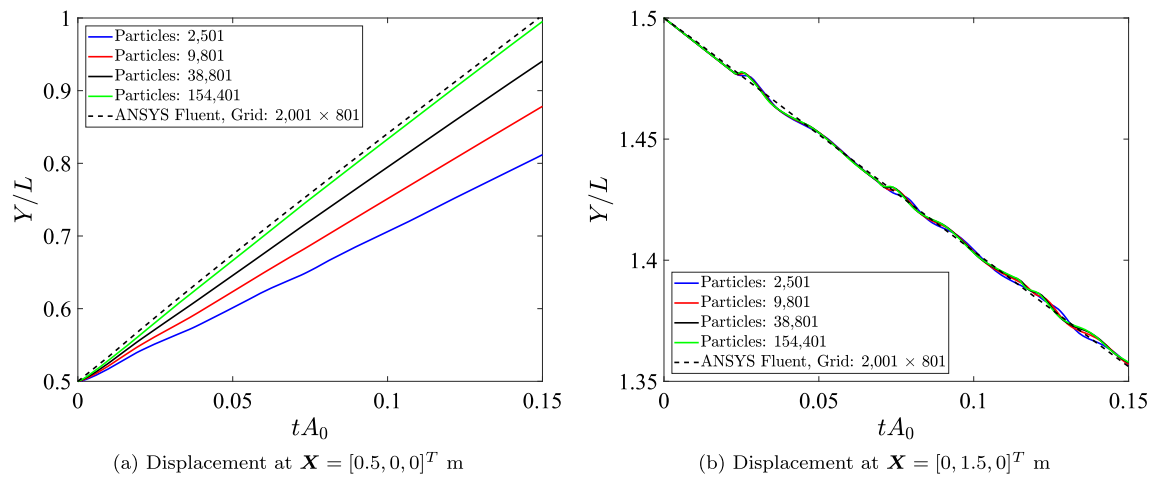 1
0.9
0.8
0.7
0.6
0.5
Y/L
Particles: 2,501
Particles: 9,801
Particles: 38,801
Particles: 154,401
ANSYS Fluent, Grid: 2,001 × 801
0 0.05 0.1 0.15
tA₀
(a) Displacement at X = [0.5, 0, 0]ᵀ m
1.5
1.45
1.4
1.35
Y/L
Particles: 2,501
Particles: 9,801
Particles: 38,801
Particles: 154,401
ANSYS Fluent, Grid: 2,001 × 801
0 0.05 0.1 0.15
tA₀
(b) Displacement at X = [0, 1.5, 0]ᵀ m